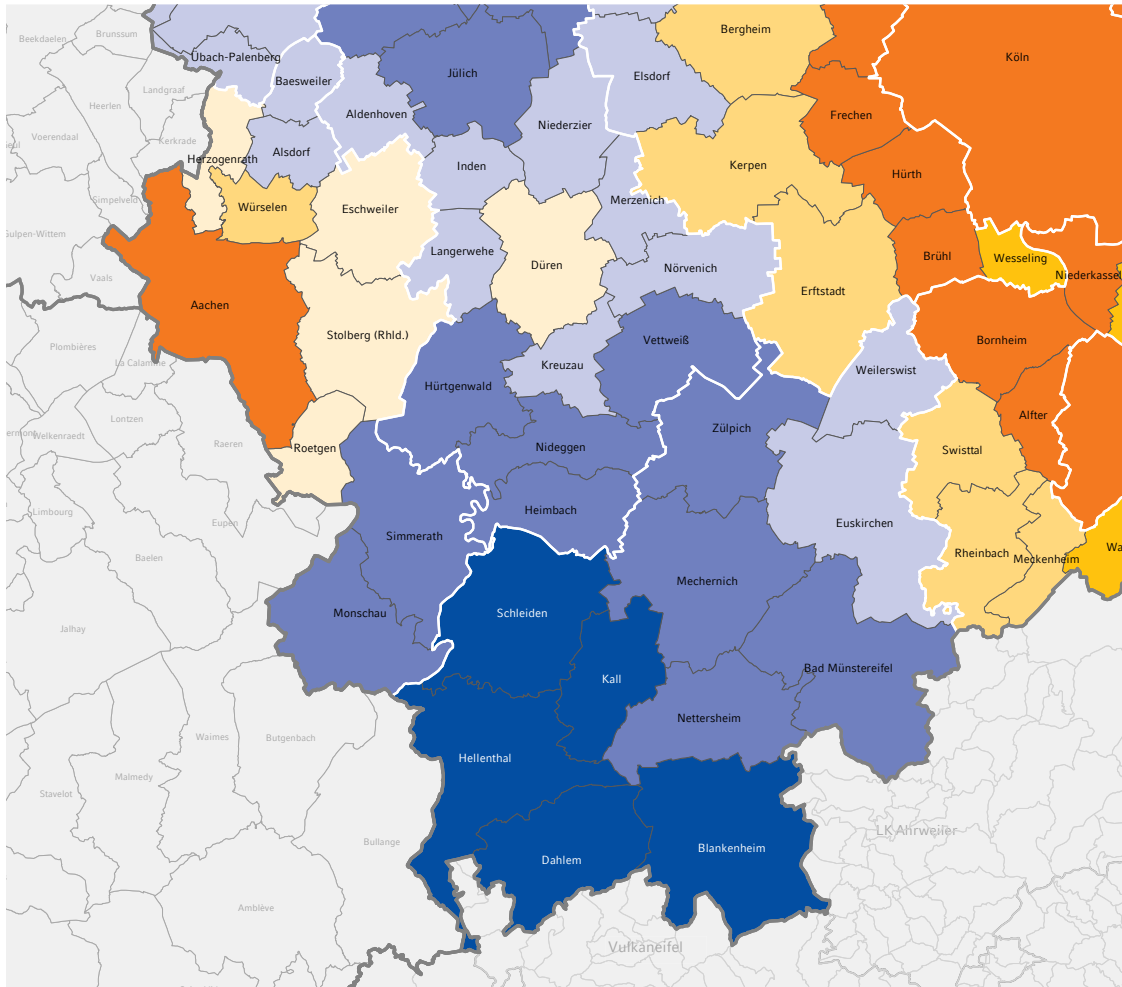 Brunssum
Beekdaelen
Bergheim
Übach-Palenberg
Köln
Jülich
Elsdorf
Baesweiler
Landgraaf
Heerlen
Aldenhoven
Frechen
Niederzier
Voerendaal
Kerkrade
Alsdorf
Herzogenrath
Inden
Kerpen
Hürth
Simpelveld
Merzenich
Würselen
Eschweiler
Gulpen-Wittem
Langerwehe
Brühl
Wesseling
Düren
Nörvenich
Niederkassel
Vaals
Erftstadt
Aachen
Stolberg (Rhld.)
Vettweiß
Bornheim
Plombières
La Calamine
Kreuzau
Weilerswist
Hürtgenwald
Lontzen
Alfter
Zülpich
Welkenraedt
Raeren
Roetgen
Nideggen
Swisttal
Limbourg
Heimbach
Eupen
Euskirchen
Simmerath
Wa
Rheinbach
Baelen
Meckenheim
Mechernich
Schleiden
Monschau
Jalhay
Bad Münstereifel
Kall
Nettersheim
Waimes
Butgenbach
Hellenthal
Malmedy
Stavelot
LK Ahrweiler
Bullange
Blankenheim
Dahlem
Amblève
Vulkaneifel